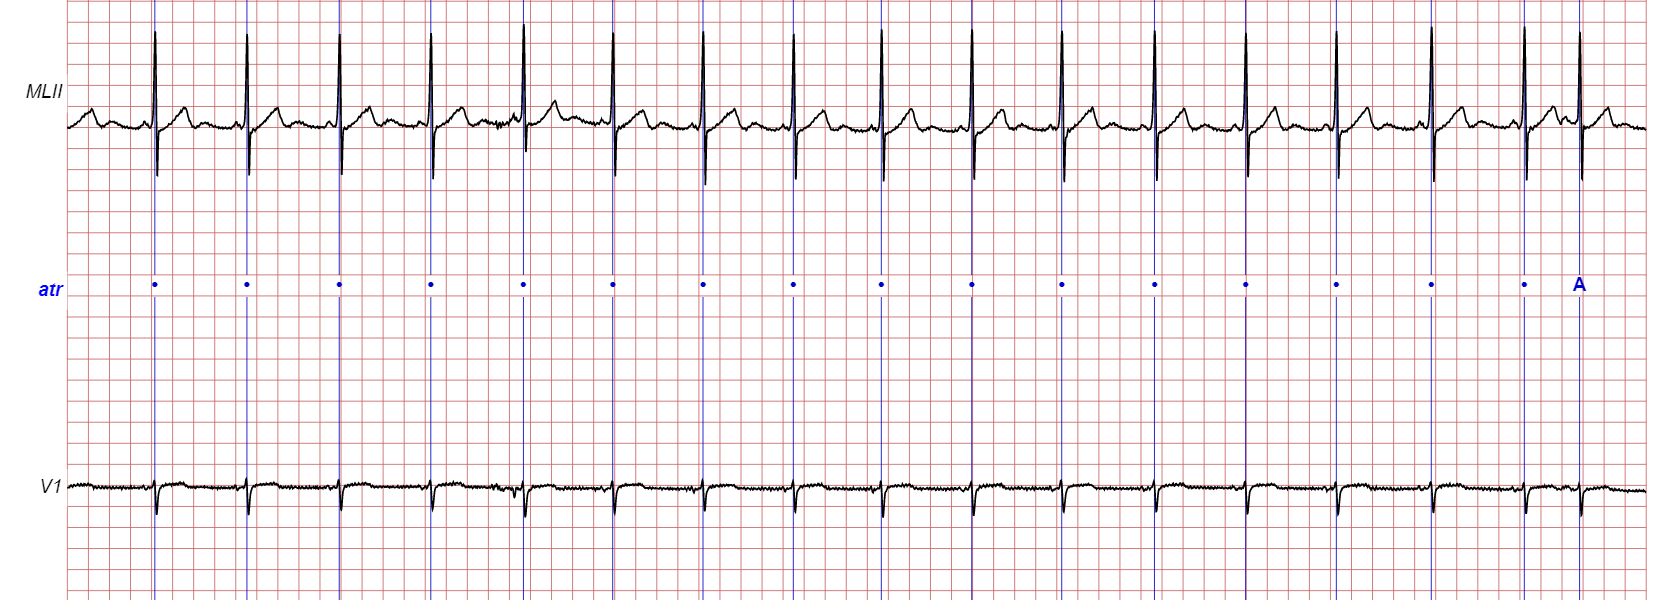 MLII
atr • • • • • • • • • • • • • • • • A
V1